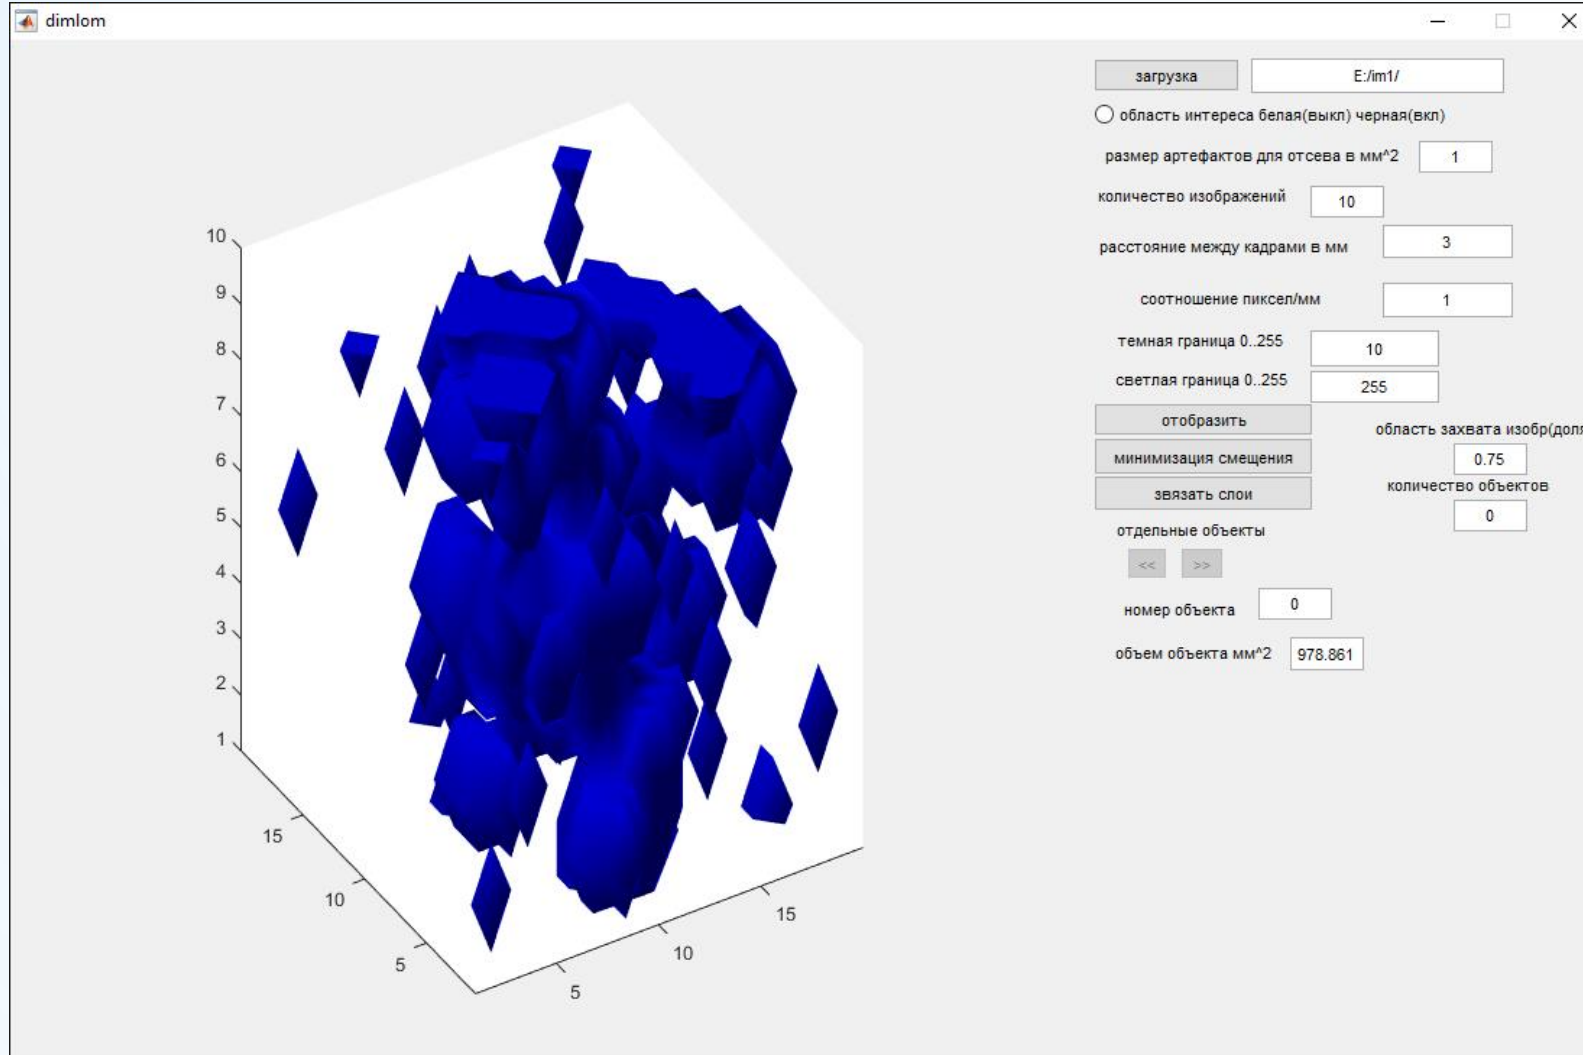 dimlom
загрузка E:/im1/
область интереса белая(выкл) черная(вкл)
размер артефактов для отсева в мм^2 1
количество изображений 10
расстояние между кадрами в мм 3
соотношение пиксел/мм 1
темная граница 0..255 10
светлая граница 0..255 255
отобразить
область захвата изобр(доля
минимизация смещения 0.75
звязать слои
количество объектов
0
отдельные объекты
<< >>
номер объекта 0
объем объекта мм^2 978.861
10
9
8
7
6
5
4
3
2
1
15
10
5
5
10
15